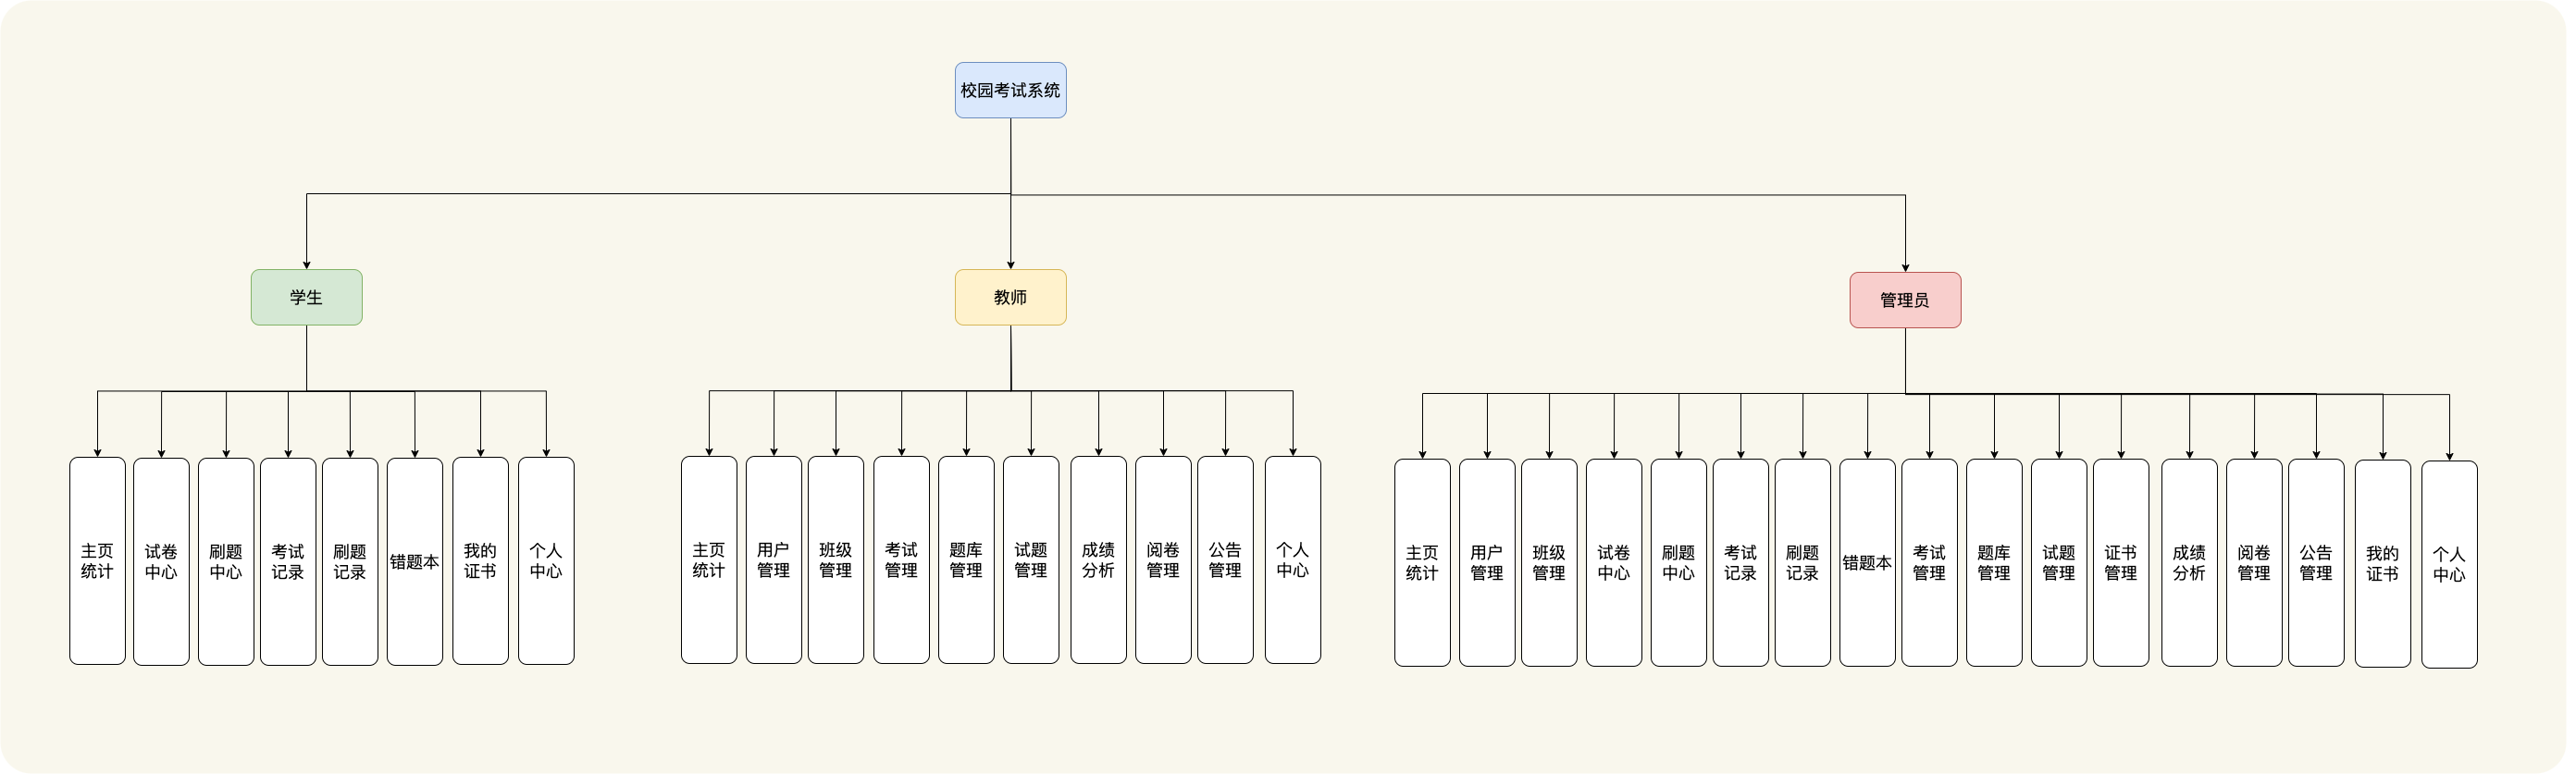 校园考试系统
学生
教师
管理员
主页
统计
试卷
中心
刷题
中心
考试
记录
刷题
记录
错题本
我的
证书
个人
中心
主页
统计
用户
管理
班级
管理
考试
管理
题库
管理
试题
管理
成绩
分析
阅卷
管理
公告
管理
个人
中心
主页
统计
用户
管理
班级
管理
试卷
中心
刷题
中心
考试
记录
刷题
记录
错题本
考试
管理
题库
管理
试题
管理
证书
管理
成绩
分析
阅卷
管理
公告
管理
我的
证书
个人
中心